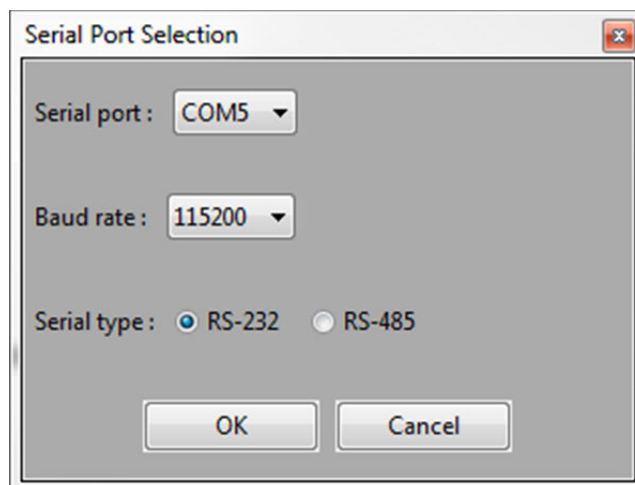 Serial Port Selection
Serial port : COM5
Baud rate : 115200
Serial type : RS-232 RS-485
OK Cancel